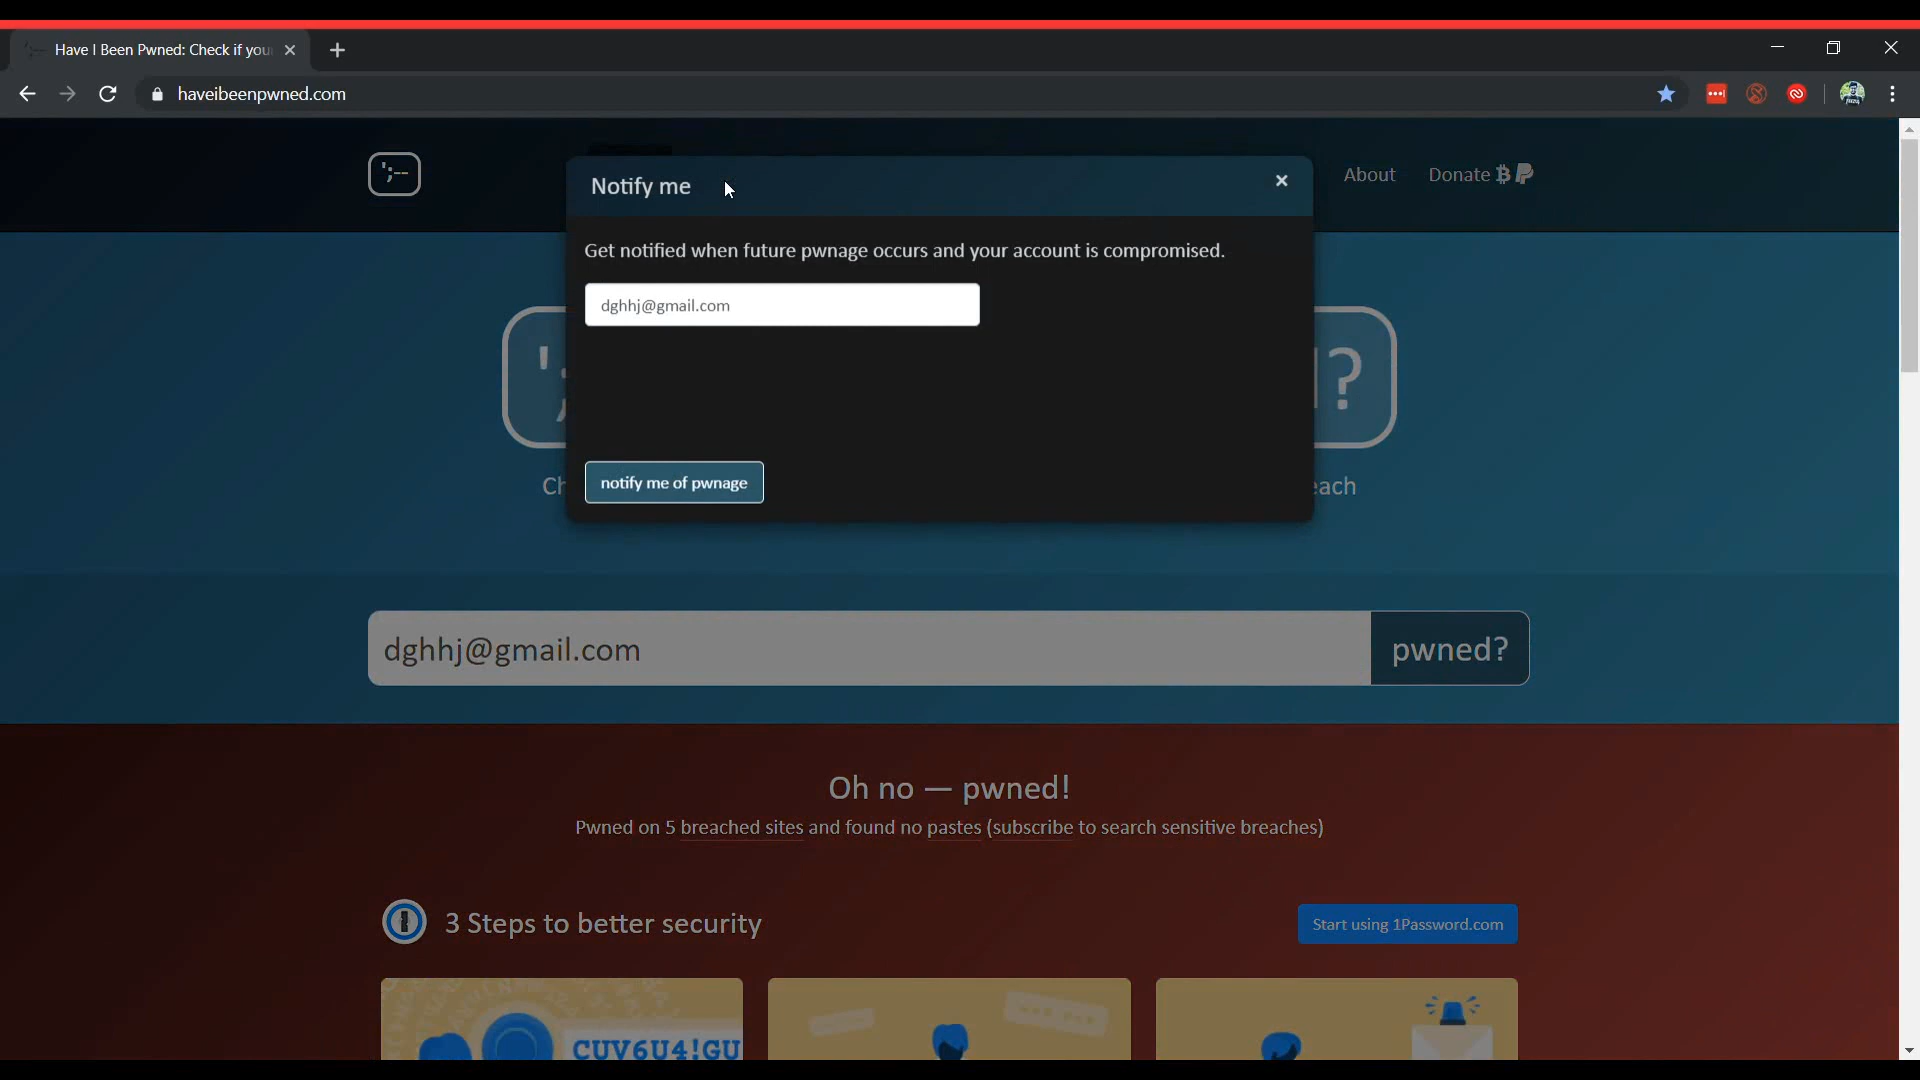 Have I Been Pwned: Check if you
haveibeenpwned.com
';--
About
Donate
Notify me
Get notified when future pwnage occurs and your account is compromised.
dghhj@gmail.com
notify me of pwnage
dghhj@gmail.com
pwned?
Oh no — pwned!
Pwned on 5 breached sites and found no pastes (subscribe to search sensitive breaches)
3 Steps to better security
Start using 1Password.com
CUV6U4!GU